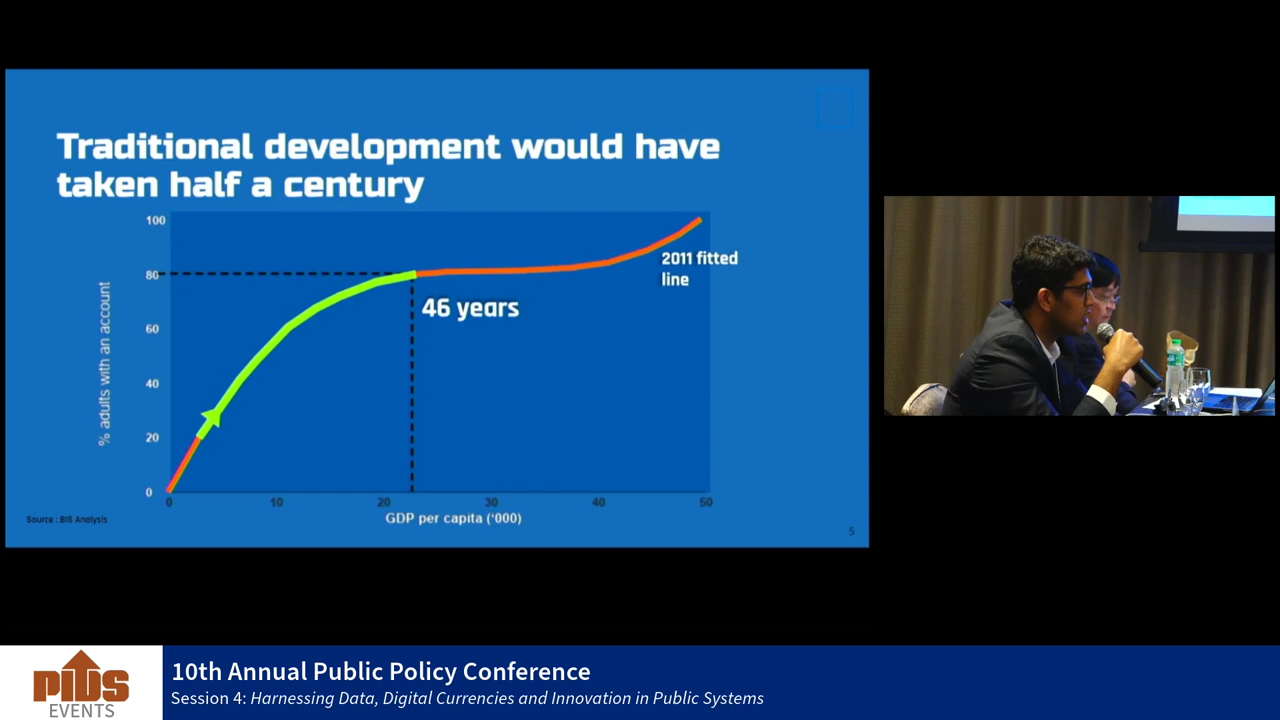 Traditional development would have
taken half a century
100
80
60
40
20
0
% adults with an account
2011 fitted
line
46 years
0 10 20 30 40 50
GDP per capita ('000)
Source : BIS Analysis
5
PIDS
EVENTS
10th Annual Public Policy Conference
Session 4: Harnessing Data, Digital Currencies and Innovation in Public Systems